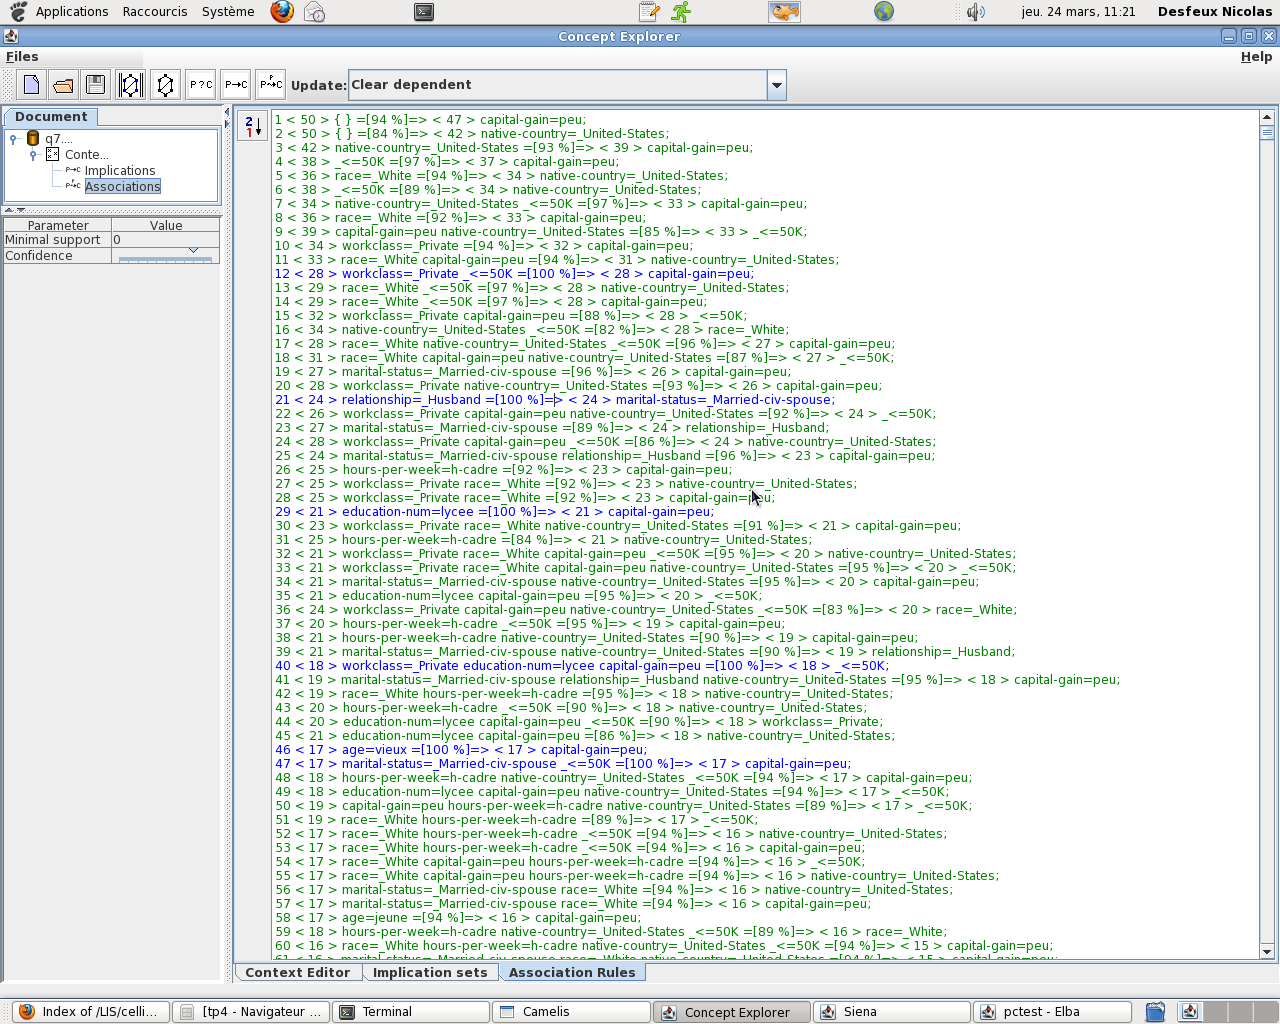 Applications Raccourcis Système jeu. 24 mars, 11:21 Desfeux Nicolas
Concept Explorer
Files Help
Update: Clear dependent
Document
q7....
Conte...
Implications
Associations
Parameter Value
Minimal support 0
Confidence
1 < 50 > { } =[94 %]=> < 47 > capital-gain=peu;
2 < 50 > { } =[84 %]=> < 42 > native-country=_United-States;
3 < 42 > native-country=_United-States =[93 %]=> < 39 > capital-gain=peu;
4 < 38 > _<=50K =[97 %]=> < 37 > capital-gain=peu;
5 < 36 > race=_White =[94 %]=> < 34 > native-country=_United-States;
6 < 38 > _<=50K =[89 %]=> < 34 > native-country=_United-States;
7 < 34 > native-country=_United-States _<=50K =[97 %]=> < 33 > capital-gain=peu;
8 < 36 > race=_White =[92 %]=> < 33 > capital-gain=peu;
9 < 39 > capital-gain=peu native-country=_United-States =[85 %]=> < 33 > _<=50K;
10 < 34 > workclass=_Private =[94 %]=> < 32 > capital-gain=peu;
11 < 33 > race=_White capital-gain=peu =[94 %]=> < 31 > native-country=_United-States;
12 < 28 > workclass=_Private _<=50K =[100 %]=> < 28 > capital-gain=peu;
13 < 29 > race=_White _<=50K =[97 %]=> < 28 > native-country=_United-States;
14 < 29 > race=_White _<=50K =[97 %]=> < 28 > capital-gain=peu;
15 < 32 > workclass=_Private capital-gain=peu =[88 %]=> < 28 > _<=50K;
16 < 34 > native-country=_United-States _<=50K =[82 %]=> < 28 > race=_White;
17 < 28 > race=_White native-country=_United-States _<=50K =[96 %]=> < 27 > capital-gain=peu;
18 < 31 > race=_White capital-gain=peu native-country=_United-States =[87 %]=> < 27 > _<=50K;
19 < 27 > marital-status=_Married-civ-spouse =[96 %]=> < 26 > capital-gain=peu;
20 < 28 > workclass=_Private native-country=_United-States =[93 %]=> < 26 > capital-gain=peu;
21 < 24 > relationship=_Husband =[100 %]=> < 24 > marital-status=_Married-civ-spouse;
22 < 26 > workclass=_Private capital-gain=peu native-country=_United-States =[92 %]=> < 24 > _<=50K;
23 < 27 > marital-status=_Married-civ-spouse =[89 %]=> < 24 > relationship=_Husband;
24 < 28 > workclass=_Private capital-gain=peu _<=50K =[86 %]=> < 24 > native-country=_United-States;
25 < 24 > marital-status=_Married-civ-spouse relationship=_Husband =[96 %]=> < 23 > capital-gain=peu;
26 < 25 > hours-per-week=h-cadre =[92 %]=> < 23 > capital-gain=peu;
27 < 25 > workclass=_Private race=_White =[92 %]=> < 23 > native-country=_United-States;
28 < 25 > workclass=_Private race=_White =[92 %]=> < 23 > capital-gain=peu;
29 < 21 > education-num=lycee =[100 %]=> < 21 > capital-gain=peu;
30 < 23 > workclass=_Private race=_White native-country=_United-States =[91 %]=> < 21 > capital-gain=peu;
31 < 25 > hours-per-week=h-cadre =[84 %]=> < 21 > native-country=_United-States;
32 < 21 > workclass=_Private race=_White capital-gain=peu _<=50K =[95 %]=> < 20 > native-country=_United-States;
33 < 21 > workclass=_Private race=_White capital-gain=peu native-country=_United-States =[95 %]=> < 20 > _<=50K;
34 < 21 > marital-status=_Married-civ-spouse native-country=_United-States =[95 %]=> < 20 > capital-gain=peu;
35 < 21 > education-num=lycee capital-gain=peu =[95 %]=> < 20 > _<=50K;
36 < 24 > workclass=_Private capital-gain=peu native-country=_United-States _<=50K =[83 %]=> < 20 > race=_White;
37 < 20 > hours-per-week=h-cadre _<=50K =[95 %]=> < 19 > capital-gain=peu;
38 < 21 > hours-per-week=h-cadre native-country=_United-States =[90 %]=> < 19 > capital-gain=peu;
39 < 21 > marital-status=_Married-civ-spouse native-country=_United-States =[90 %]=> < 19 > relationship=_Husband;
40 < 18 > workclass=_Private education-num=lycee capital-gain=peu =[100 %]=> < 18 > _<=50K;
41 < 19 > marital-status=_Married-civ-spouse relationship=_Husband native-country=_United-States =[95 %]=> < 18 > capital-gain=peu;
42 < 19 > race=_White hours-per-week=h-cadre =[95 %]=> < 18 > native-country=_United-States;
43 < 20 > hours-per-week=h-cadre _<=50K =[90 %]=> < 18 > native-country=_United-States;
44 < 20 > education-num=lycee capital-gain=peu _<=50K =[90 %]=> < 18 > workclass=_Private;
45 < 21 > education-num=lycee capital-gain=peu =[86 %]=> < 18 > native-country=_United-States;
46 < 17 > age=vieux =[100 %]=> < 17 > capital-gain=peu;
47 < 17 > marital-status=_Married-civ-spouse _<=50K =[100 %]=> < 17 > capital-gain=peu;
48 < 18 > hours-per-week=h-cadre native-country=_United-States _<=50K =[94 %]=> < 17 > capital-gain=peu;
49 < 18 > education-num=lycee capital-gain=peu native-country=_United-States =[94 %]=> < 17 > _<=50K;
50 < 19 > capital-gain=peu hours-per-week=h-cadre native-country=_United-States =[89 %]=> < 17 > _<=50K;
51 < 19 > race=_White hours-per-week=h-cadre =[89 %]=> < 17 > _<=50K;
52 < 17 > race=_White hours-per-week=h-cadre _<=50K =[94 %]=> < 16 > native-country=_United-States;
53 < 17 > race=_White hours-per-week=h-cadre _<=50K =[94 %]=> < 16 > capital-gain=peu;
54 < 17 > race=_White capital-gain=peu hours-per-week=h-cadre =[94 %]=> < 16 > _<=50K;
55 < 17 > race=_White capital-gain=peu hours-per-week=h-cadre =[94 %]=> < 16 > native-country=_United-States;
56 < 17 > marital-status=_Married-civ-spouse race=_White =[94 %]=> < 16 > native-country=_United-States;
57 < 17 > marital-status=_Married-civ-spouse race=_White =[94 %]=> < 16 > capital-gain=peu;
58 < 17 > age=jeune =[94 %]=> < 16 > capital-gain=peu;
59 < 18 > hours-per-week=h-cadre native-country=_United-States _<=50K =[89 %]=> < 16 > race=_White;
60 < 16 > race=_White hours-per-week=h-cadre native-country=_United-States _<=50K =[94 %]=> < 15 > capital-gain=peu;
61 < 16 > marital-status=_Married-civ-spouse race=_White native-country=_United-States =[94 %]=> < 15 > capital-gain=peu;
Context Editor Implication sets Association Rules
Index of /LIS/celli... [tp4 - Navigateur ... Terminal Camelis Concept Explorer Siena pctest - Elba